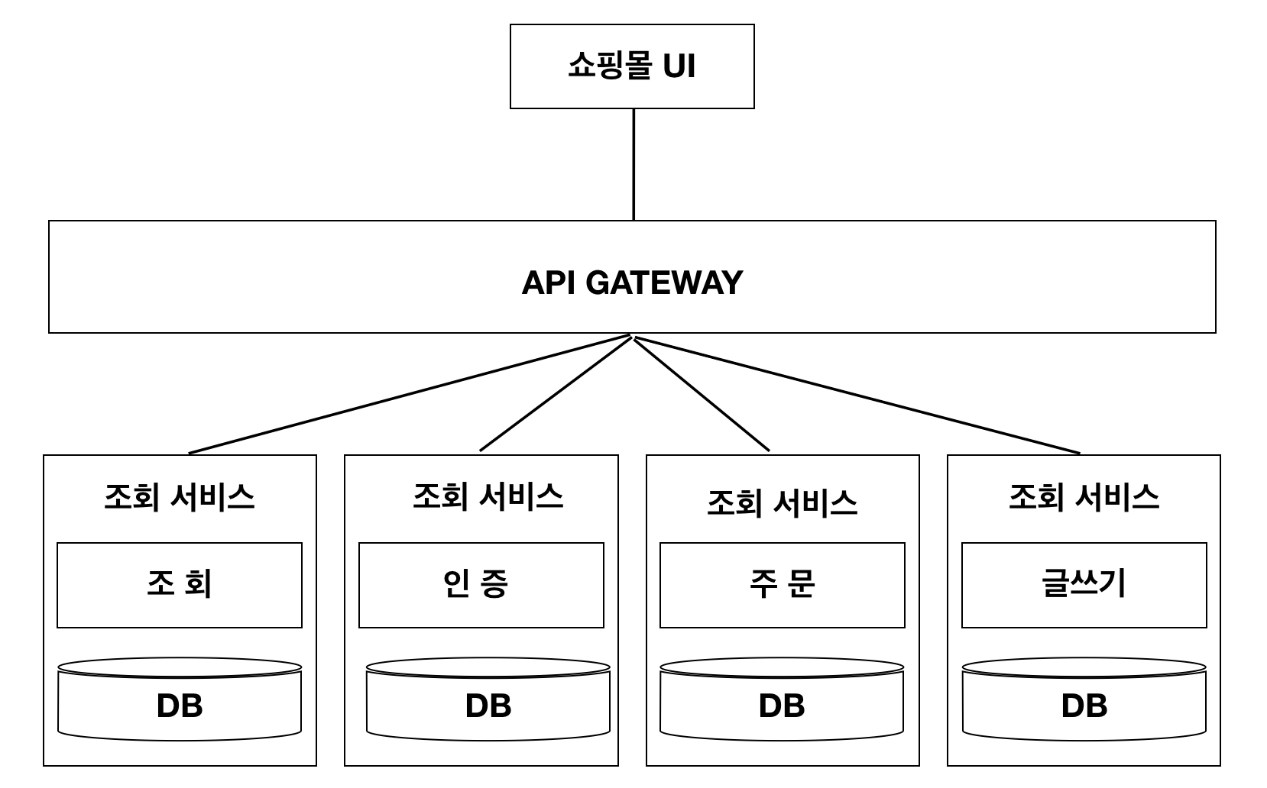 쇼핑몰 UI
API GATEWAY
조회 서비스
조 회
DB
조회 서비스
인 증
DB
조회 서비스
주 문
DB
조회 서비스
글쓰기
DB